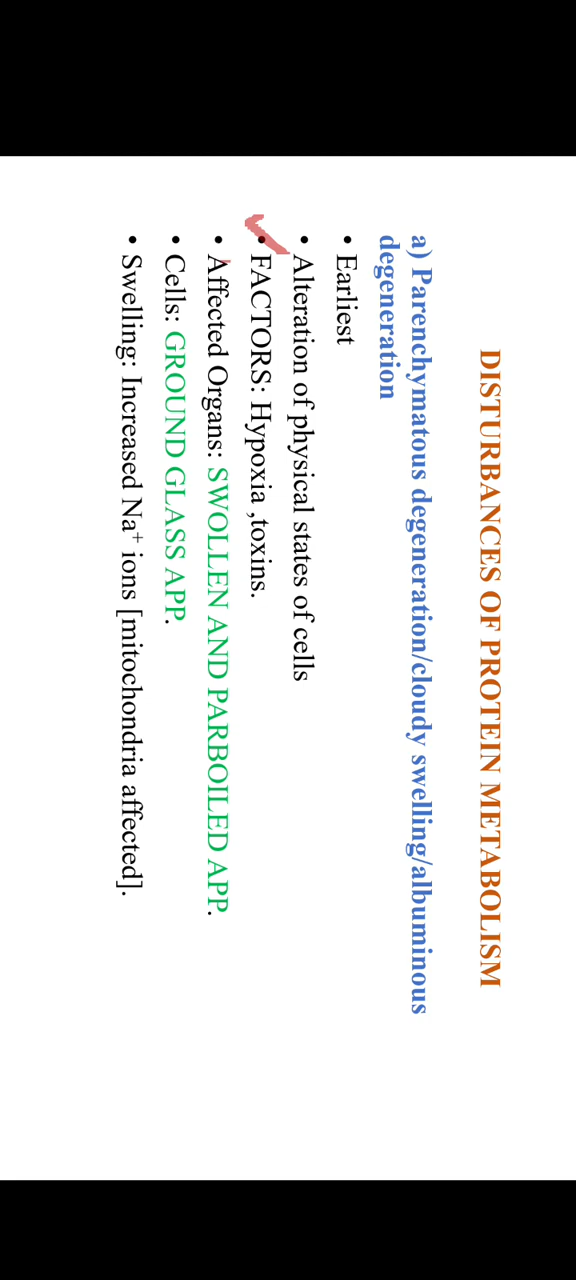 DISTURBANCES OF PROTEIN METABOLISM
a) Parenchymatous degeneration/cloudy swelling/albuminous
degeneration
• Earliest
• Alteration of physical states of cells
• FACTORS: Hypoxia ,toxins.
• Affected Organs: SWOLLEN AND PARBOILED APP.
• Cells: GROUND GLASS APP.
• Swelling: Increased Na⁺ ions [mitochondria affected].